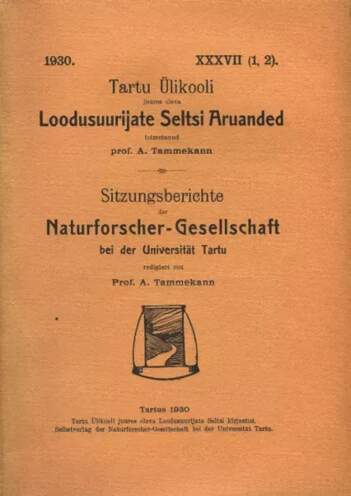 1930. XXXVII (1, 2).
Tartu Ülikooli
juures oleva
Loodusuurijate Seltsi Aruanded
toimetanud
prof. A. Tammekann
Sitzungsberichte
der
Naturforscher-Gesellschaft
bei der Universität Tartu
redigiert von
Prof. A. Tammekann
Tartus 1930
Tartu Ülikooli juures oleva Loodusuurijate Seltsi kirjastus.
Selbstverlag der Naturforscher-Gesellschaft bei der Universität Tartu.